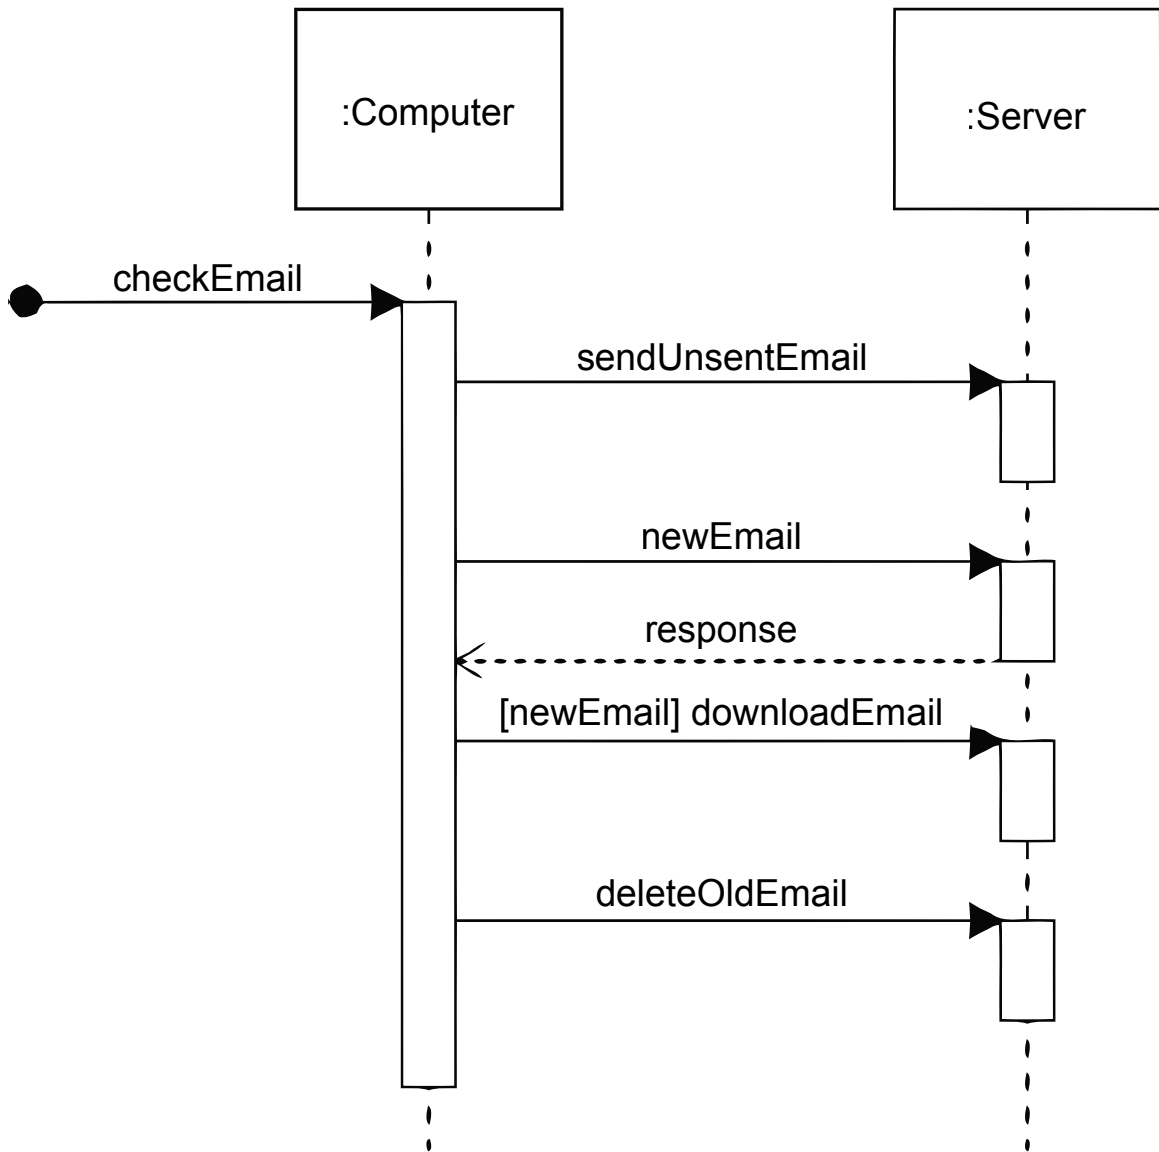 :Computer
:Server
checkEmail
sendUnsentEmail
newEmail
response
[newEmail] downloadEmail
deleteOldEmail